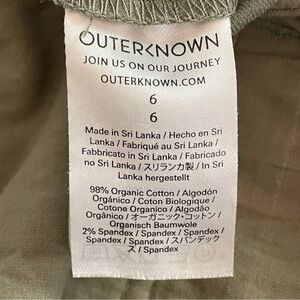 OUTERKNOWN
JOIN US ON OUR JOURNEY
OUTERKNOWN.COM
6
6
Made in Sri Lanka / Hecho en Sri
Lanka / Fabriqué au Sri Lanka /
Fabbricato in Sri Lanka / Fabricado
no Sri Lanka / スリランカ製 / In Sri
Lanka hergestellt
98% Organic Cotton / Algodón
Orgánico / Coton Biologique /
Cotone Organico / Algodão
Orgânico / オーガニック・コットン /
Organisch Baumwole
2% Spandex / Spandex / Spandex /
Spandex / Spandex / スパンデック
ス / Spandex